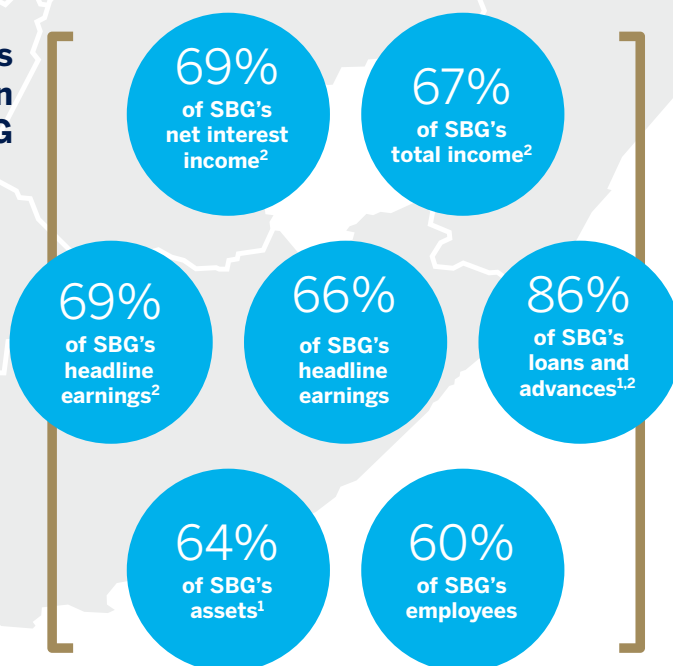 s
n
G
69%
of SBG's
net interest
income²
67%
of SBG's
total income²
69%
of SBG's
headline
earnings²
66%
of SBG's
headline
earnings
86%
of SBG's
loans and
advances¹,²
64%
of SBG's
assets¹
60%
of SBG's
employees